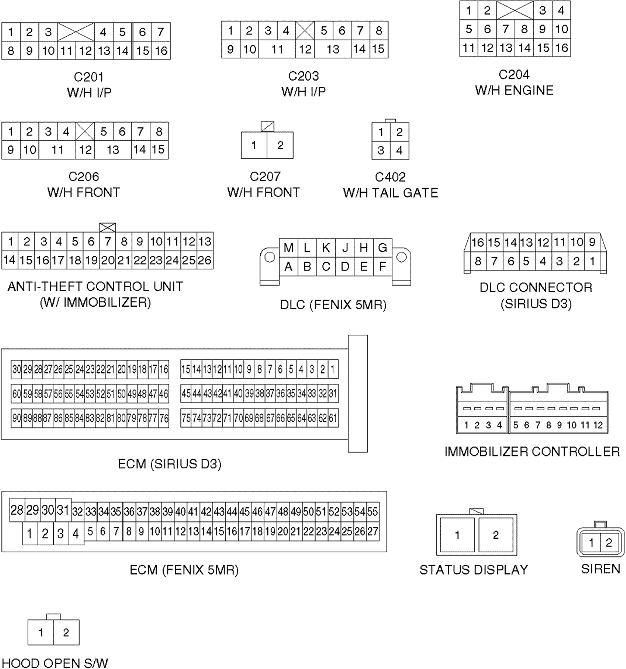 1 2 3 4 5 6 7
8 9 10 11 12 13 14 15 16
C201
W/H I/P
1 2 3 4 5 6 7 8
9 10 11 12 13 14 15
C203
W/H I/P
1 2 3 4
5 6 7 8 9 10
11 12 13 14 15 16
C204
W/H ENGINE
1 2 3 4 5 6 7 8
9 10 11 12 13 14 15
C206
W/H FRONT
1 2
C207
W/H FRONT
1 2
3 4
C402
W/H TAIL GATE
1 2 3 4 5 6 7 8 9 10 11 12 13
14 15 16 17 18 19 20 21 22 23 24 25 26
ANTI-THEFT CONTROL UNIT
(W/ IMMOBILIZER)
M L K J H G
A B C D E F
DLC (FENIX 5MR)
16 15 14 13 12 11 10 9
8 7 6 5 4 3 2 1
DLC CONNECTOR
(SIRIUS D3)
30 29 28 27 26 25 24 23 22 21 20 19 18 17 16 15 14 13 12 11 10 9 8 7 6 5 4 3 2 1
60 59 58 57 56 55 54 53 52 51 50 49 48 47 46 45 44 43 42 41 40 39 38 37 36 35 34 33 32 31
90 89 88 87 86 85 84 83 82 81 80 79 78 77 76 75 74 73 72 71 70 69 68 67 66 65 64 63 62 61
ECM (SIRIUS D3)
1 2 3 4 5 6 7 8 9 10 11 12
IMMOBILIZER CONTROLLER
28 29 30 31 32 33 34 35 36 37 38 39 40 41 42 43 44 45 46 47 48 49 50 51 52 53 54 55
1 2 3 4 5 6 7 8 9 10 11 12 13 14 15 16 17 18 19 20 21 22 23 24 25 26 27
ECM (FENIX 5MR)
1 2
STATUS DISPLAY
1 2
SIREN
1 2
HOOD OPEN S/W